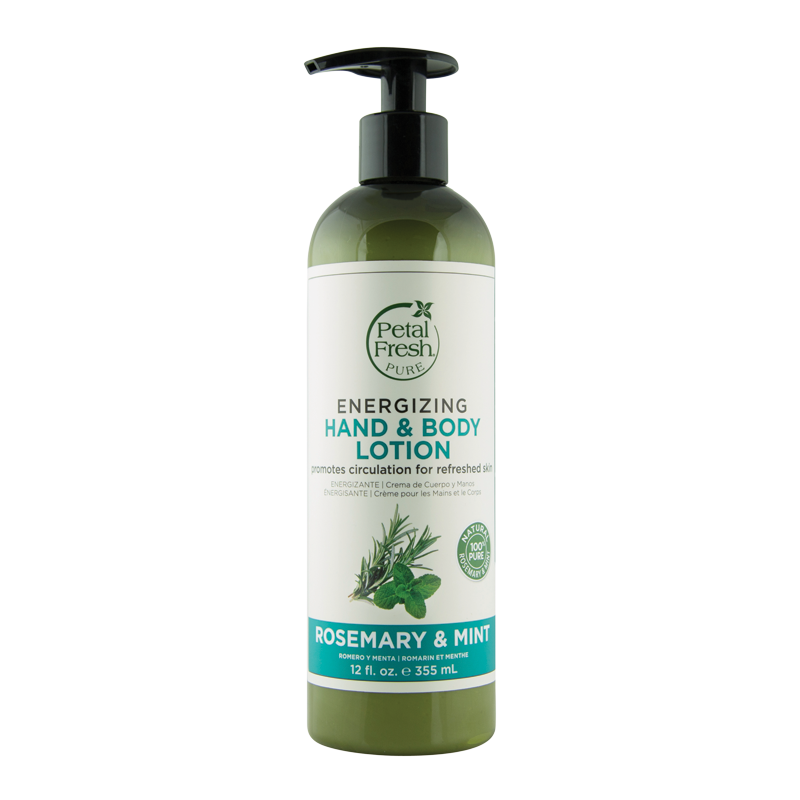 Petal
Fresh®
PURE
ENERGIZING
HAND & BODY
LOTION
promotes circulation for refreshed skin
ENERGIZANTE | Crema de Cuerpo y Manos
ÉNERGISANTE | Crème pour les Mains et le Corps
NATURAL
100%
PURE
ROSEMARY & MINT
ROSEMARY & MINT
ROMERO Y MENTA | ROMARIN ET MENTHE
12 fl. oz. ℮ 355 mL